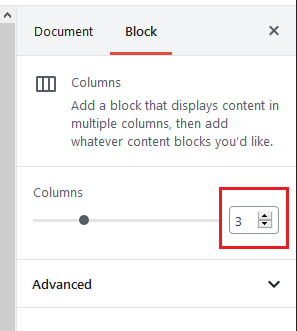 Document Block
Columns
Add a block that displays content in
multiple columns, then add
whatever content blocks you'd like.
Columns
3
Advanced